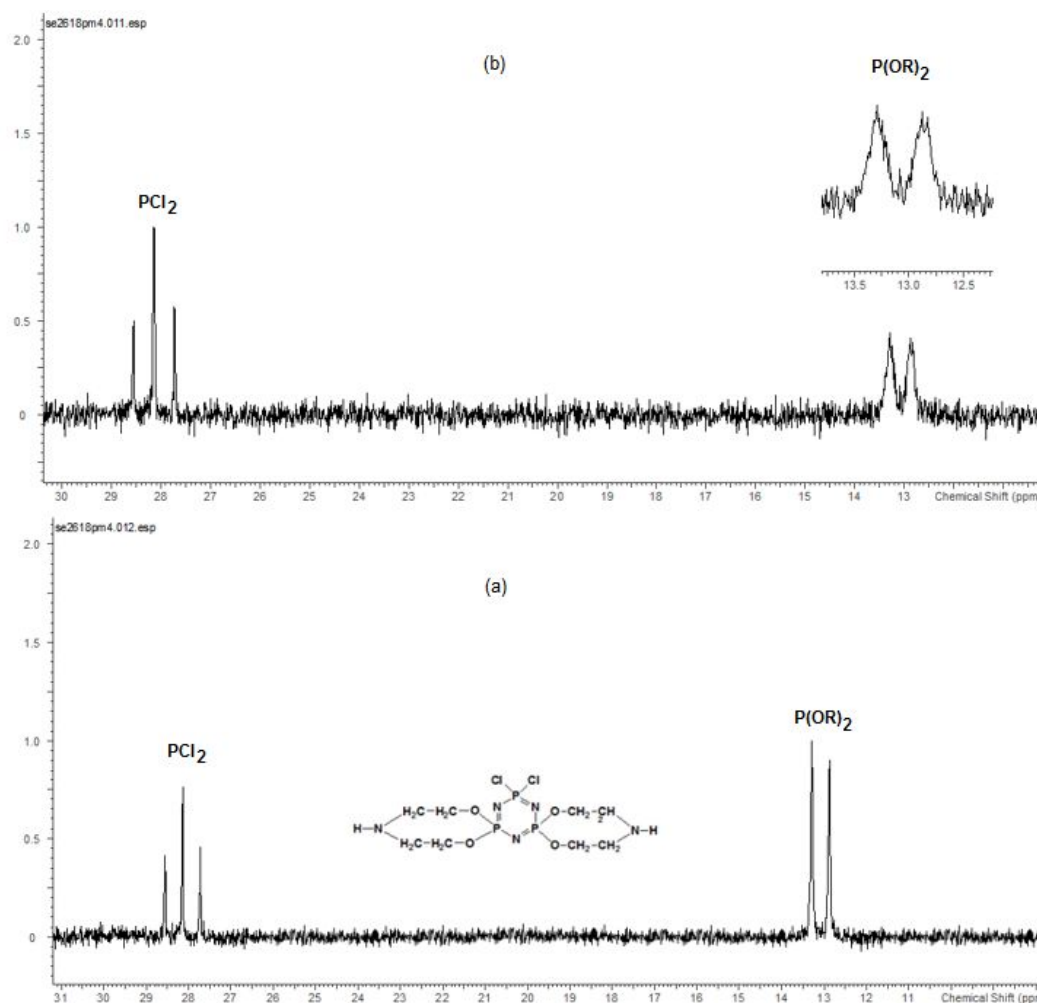 se2618pm4.011.esp
2.0
(b)
P(OR)2
1.5
PCl2
1.0
13.5 13.0 12.5
0.5
0
30 29 28 27 26 25 24 23 22 21 20 19 18 17 16 15 14 13 Chemical Shift (ppm
se2618pm4.012.esp
2.0
(a)
1.5
P(OR)2
PCl2
1.0
Cl Cl
P
H2C-H2C-O N N O-CH2-CH2
H-N P P N-H
H2C-H2C-O N O-CH2-CH2
0.5
0
31 30 29 28 27 26 25 24 23 22 21 20 19 18 17 16 15 14 13 12 11 Chemical Shift (ppm